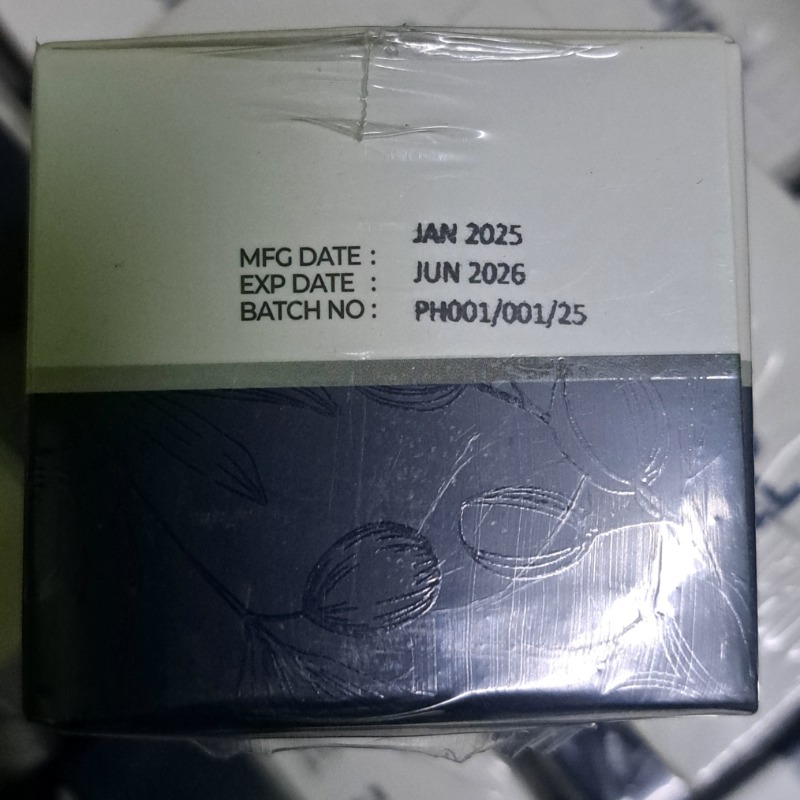 MFG DATE : JAN 2025
EXP DATE : JUN 2026
BATCH NO : PH001/001/25